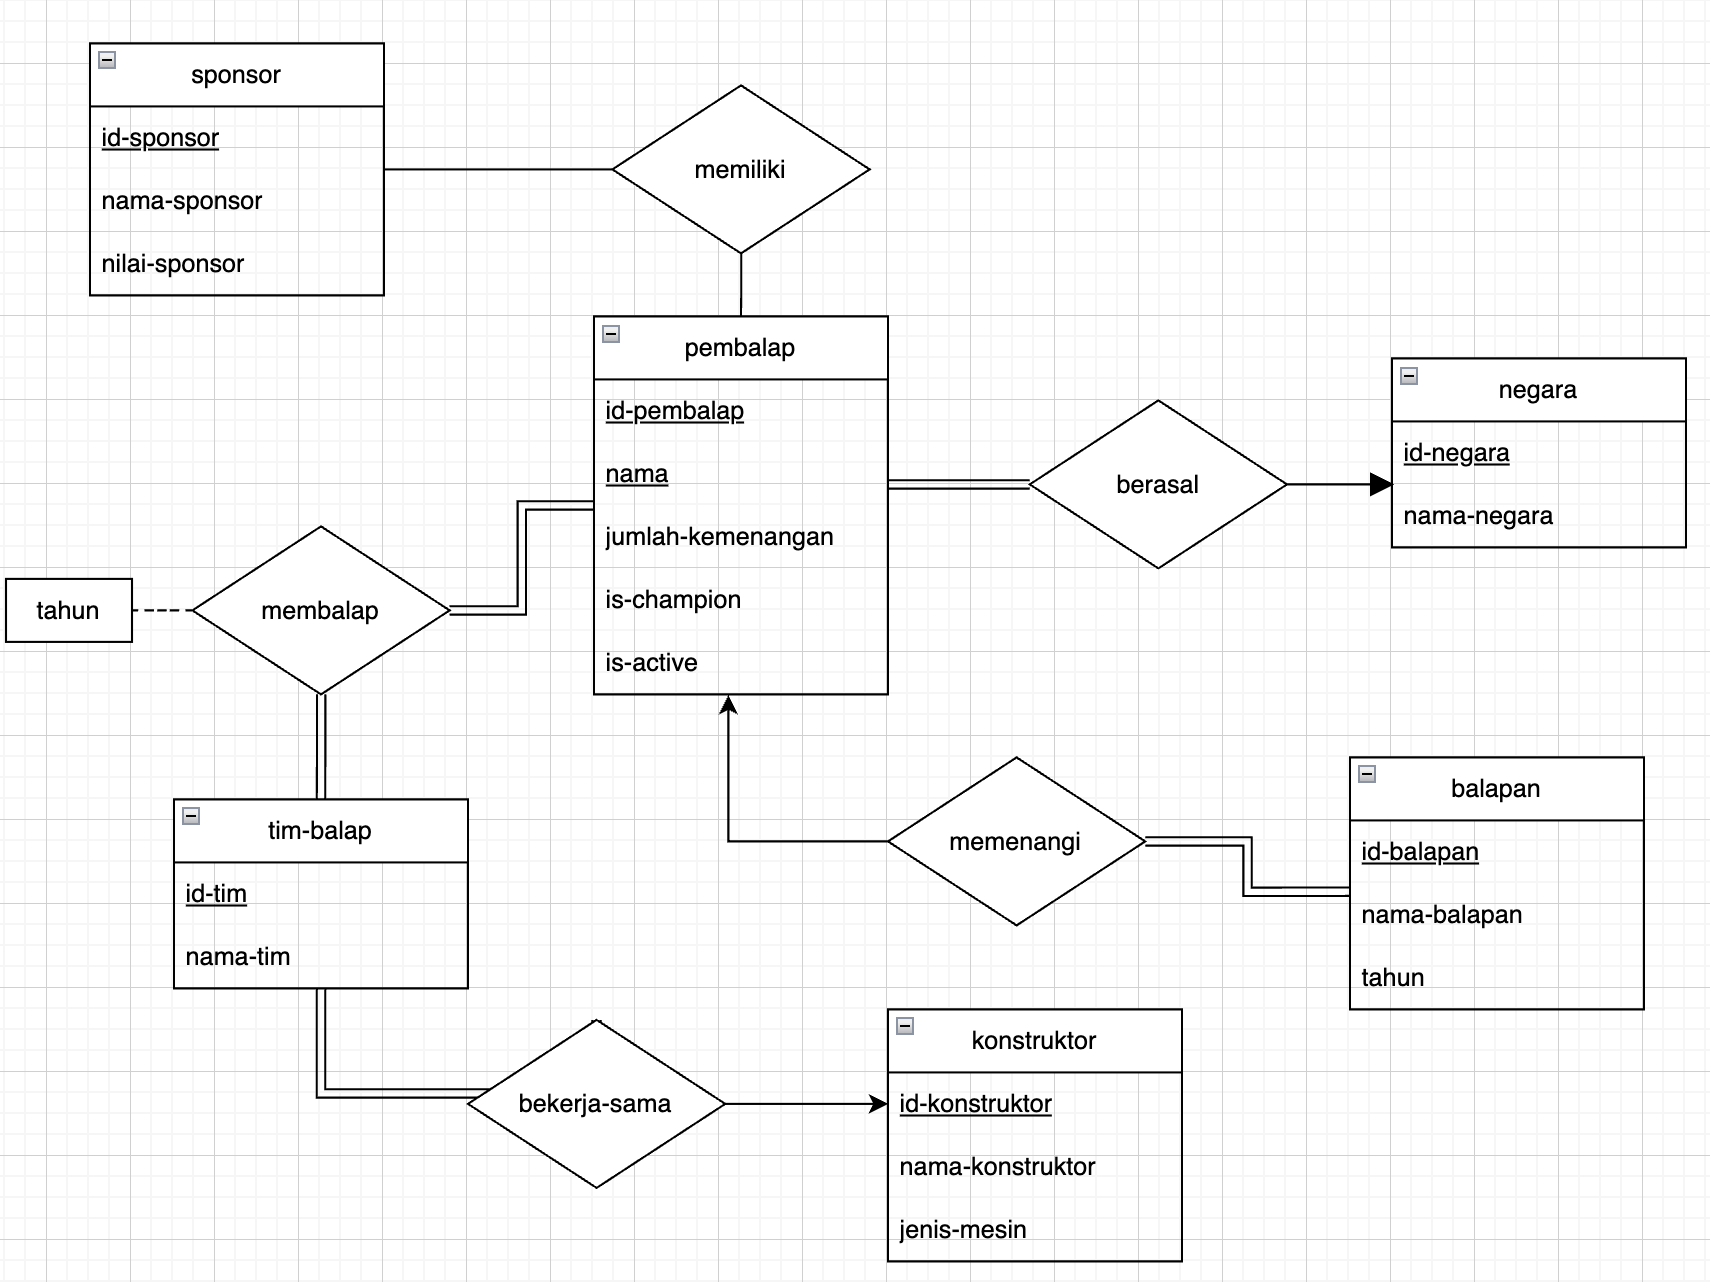 sponsor
id-sponsor
nama-sponsor
nilai-sponsor
memiliki
pembalap
id-pembalap
nama
jumlah-kemenangan
is-champion
is-active
berasal
negara
id-negara
nama-negara
tahun
membalap
tim-balap
id-tim
nama-tim
memenangi
balapan
id-balapan
nama-balapan
tahun
bekerja-sama
konstruktor
id-konstruktor
nama-konstruktor
jenis-mesin